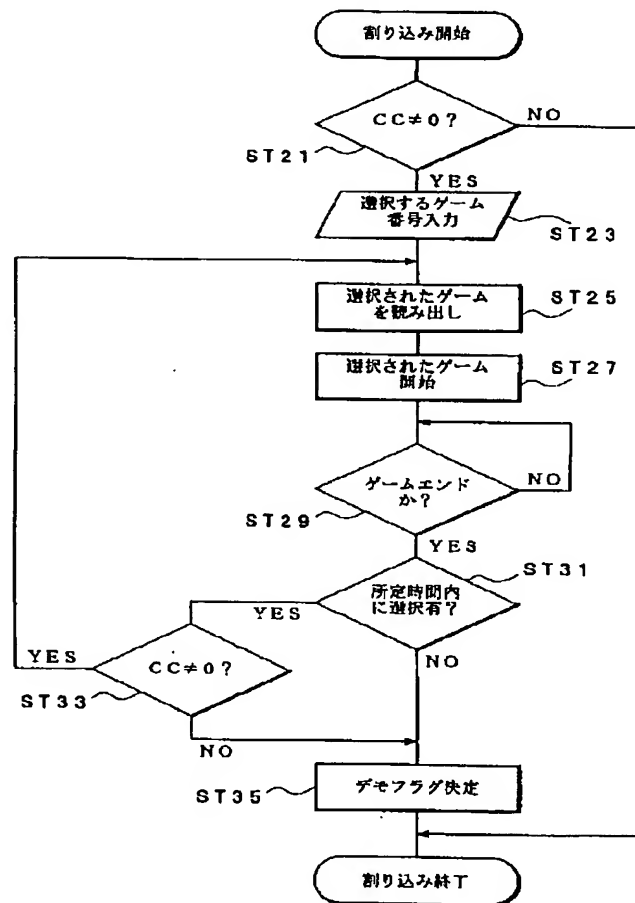 割り込み開始
CC≠0?
NO
ST21
YES
選択するゲーム
番号入力
ST23
選択されたゲーム
を読み出し
ST25
選択されたゲーム
開始
ST27
ゲームエンド
か?
NO
ST29
YES
ST31
所定時間内
に選択有?
YES
NO
YES
CC≠0?
ST33
NO
ST35
デモフラグ決定
割り込み終了